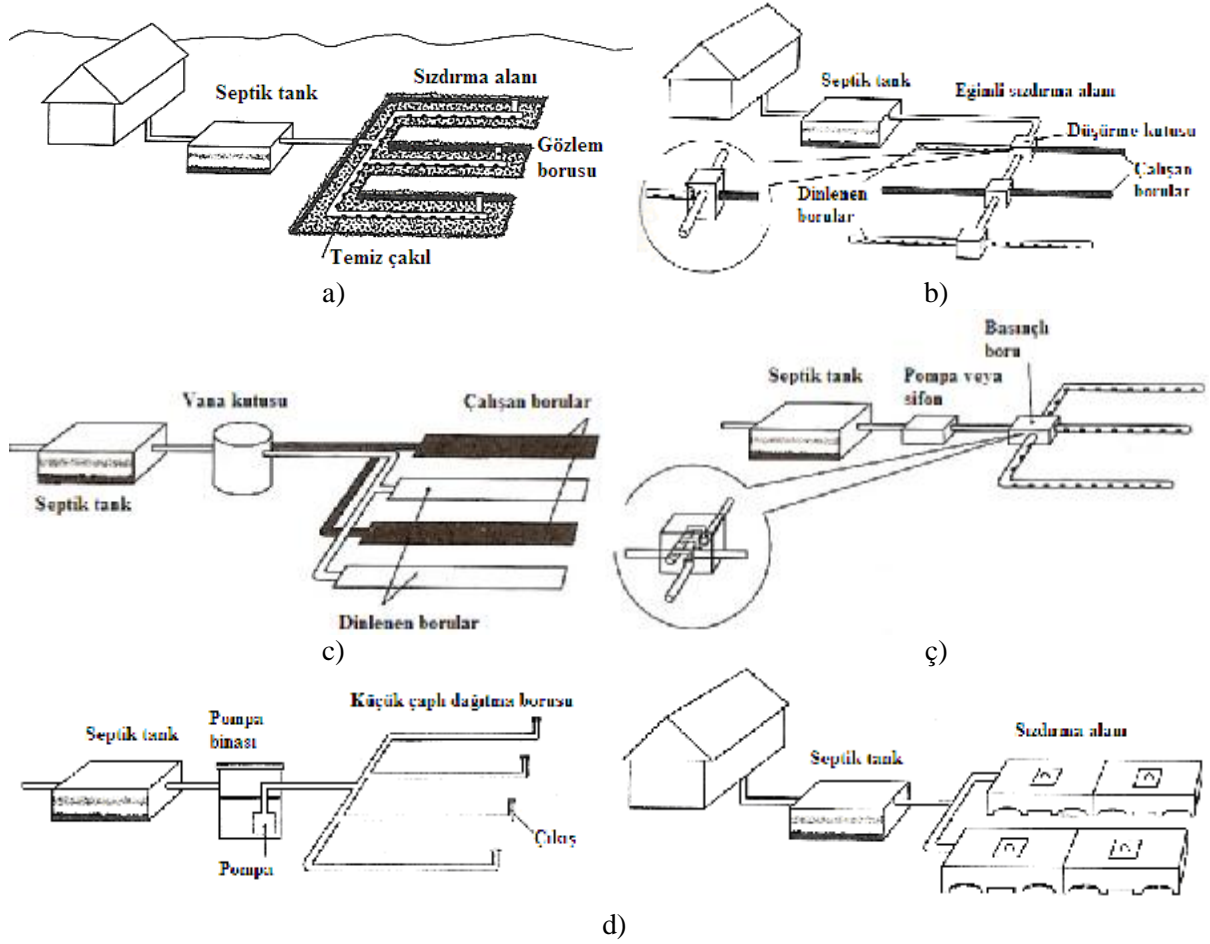 Septik tank
Sızdırma alanı
Gözlem
borusu
Temiz çakıl
a)
Septik tank
Eğimli sızdırma alanı
Düşürme kutusu
Çalışan
borular
Dinlenen
borular
b)
Vana kutusu
Çalışan borular
Septik tank
Dinlenen borular
c)
Basınçlı
boru
Septik tank
Pompa veya
sifon
ç)
Küçük çaplı dağıtma borusu
Septik tank
Pompa
binası
Çıkış
Pompa
Sızdırma alanı
Septik tank
d)